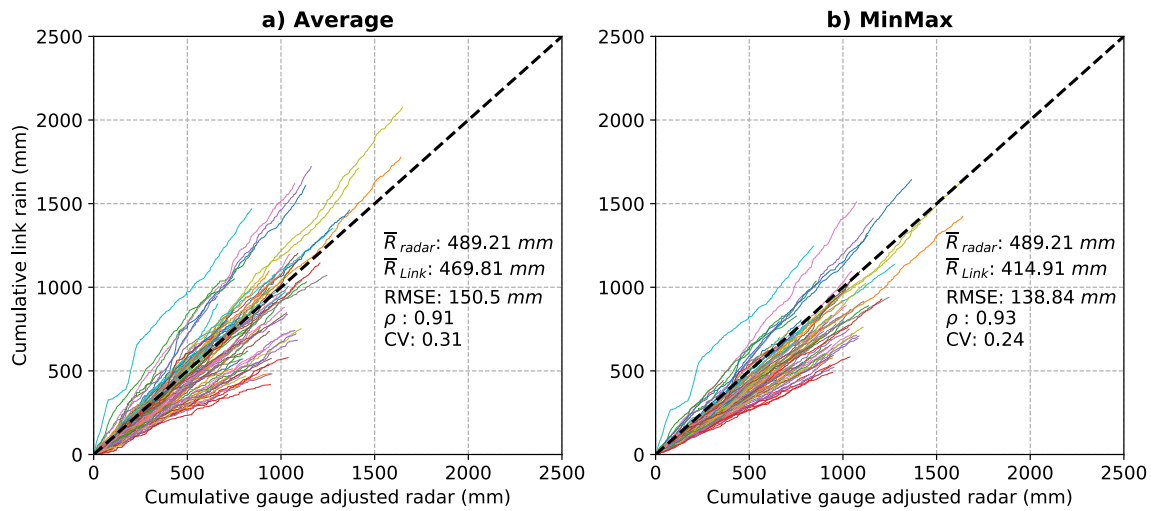 a) Average
2500
2000
1500
1000
500
0
Cumulative link rain (mm)
R̅radar: 489.21 mm
R̅Link: 469.81 mm
RMSE: 150.5 mm
ρ : 0.91
CV: 0.31
0 500 1000 1500 2000 2500
Cumulative gauge adjusted radar (mm)
b) MinMax
2500
2000
1500
1000
500
0
R̅radar: 489.21 mm
R̅Link: 414.91 mm
RMSE: 138.84 mm
ρ : 0.93
CV: 0.24
0 500 1000 1500 2000 2500
Cumulative gauge adjusted radar (mm)